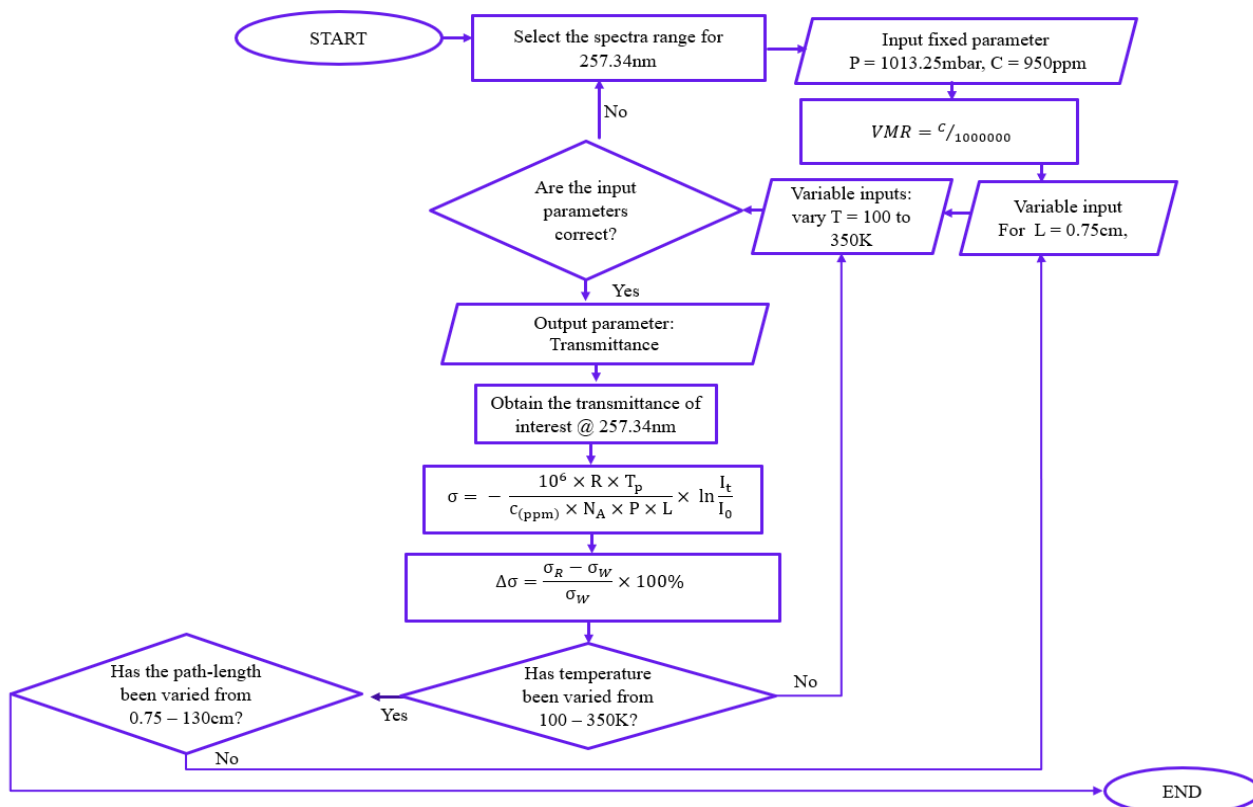 START
Select the spectra range for
257.34nm
Input fixed parameter
P = 1013.25mbar, C = 950ppm
VMR = c/1000000
Variable input
For L = 0.75cm,
Variable inputs:
vary T = 100 to
350K
Are the input
parameters
correct?
No
Yes
Output parameter:
Transmittance
Obtain the transmittance of
interest @ 257.34nm
σ = − (10⁶ × R × Tₚ)/(c₍ppm₎ × N_A × P × L) × ln I_t/I_0
Δσ = (σ_R − σ_W)/σ_W × 100%
Has temperature
been varied from
100 – 350K?
No
Yes
Has the path-length
been varied from
0.75 – 130cm?
No
END